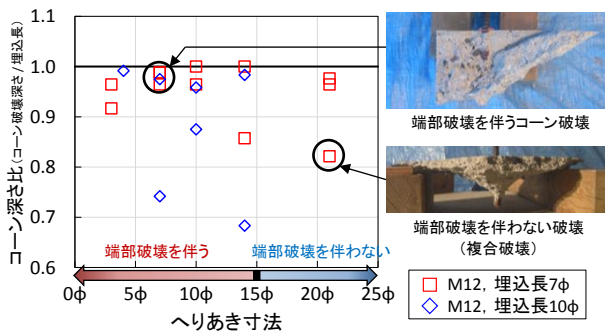 コーン深さ比(コーン破壊深さ/埋込長)
1.1
1.0
0.9
0.8
0.7
0.6
端部破壊を伴う
端部破壊を伴わない
0φ
5φ
10φ
15φ
20φ
25φ
へりあき寸法
端部破壊を伴うコーン破壊
端部破壊を伴わない破壊
(複合破壊)
M12, 埋込長7φ
M12, 埋込長10φ